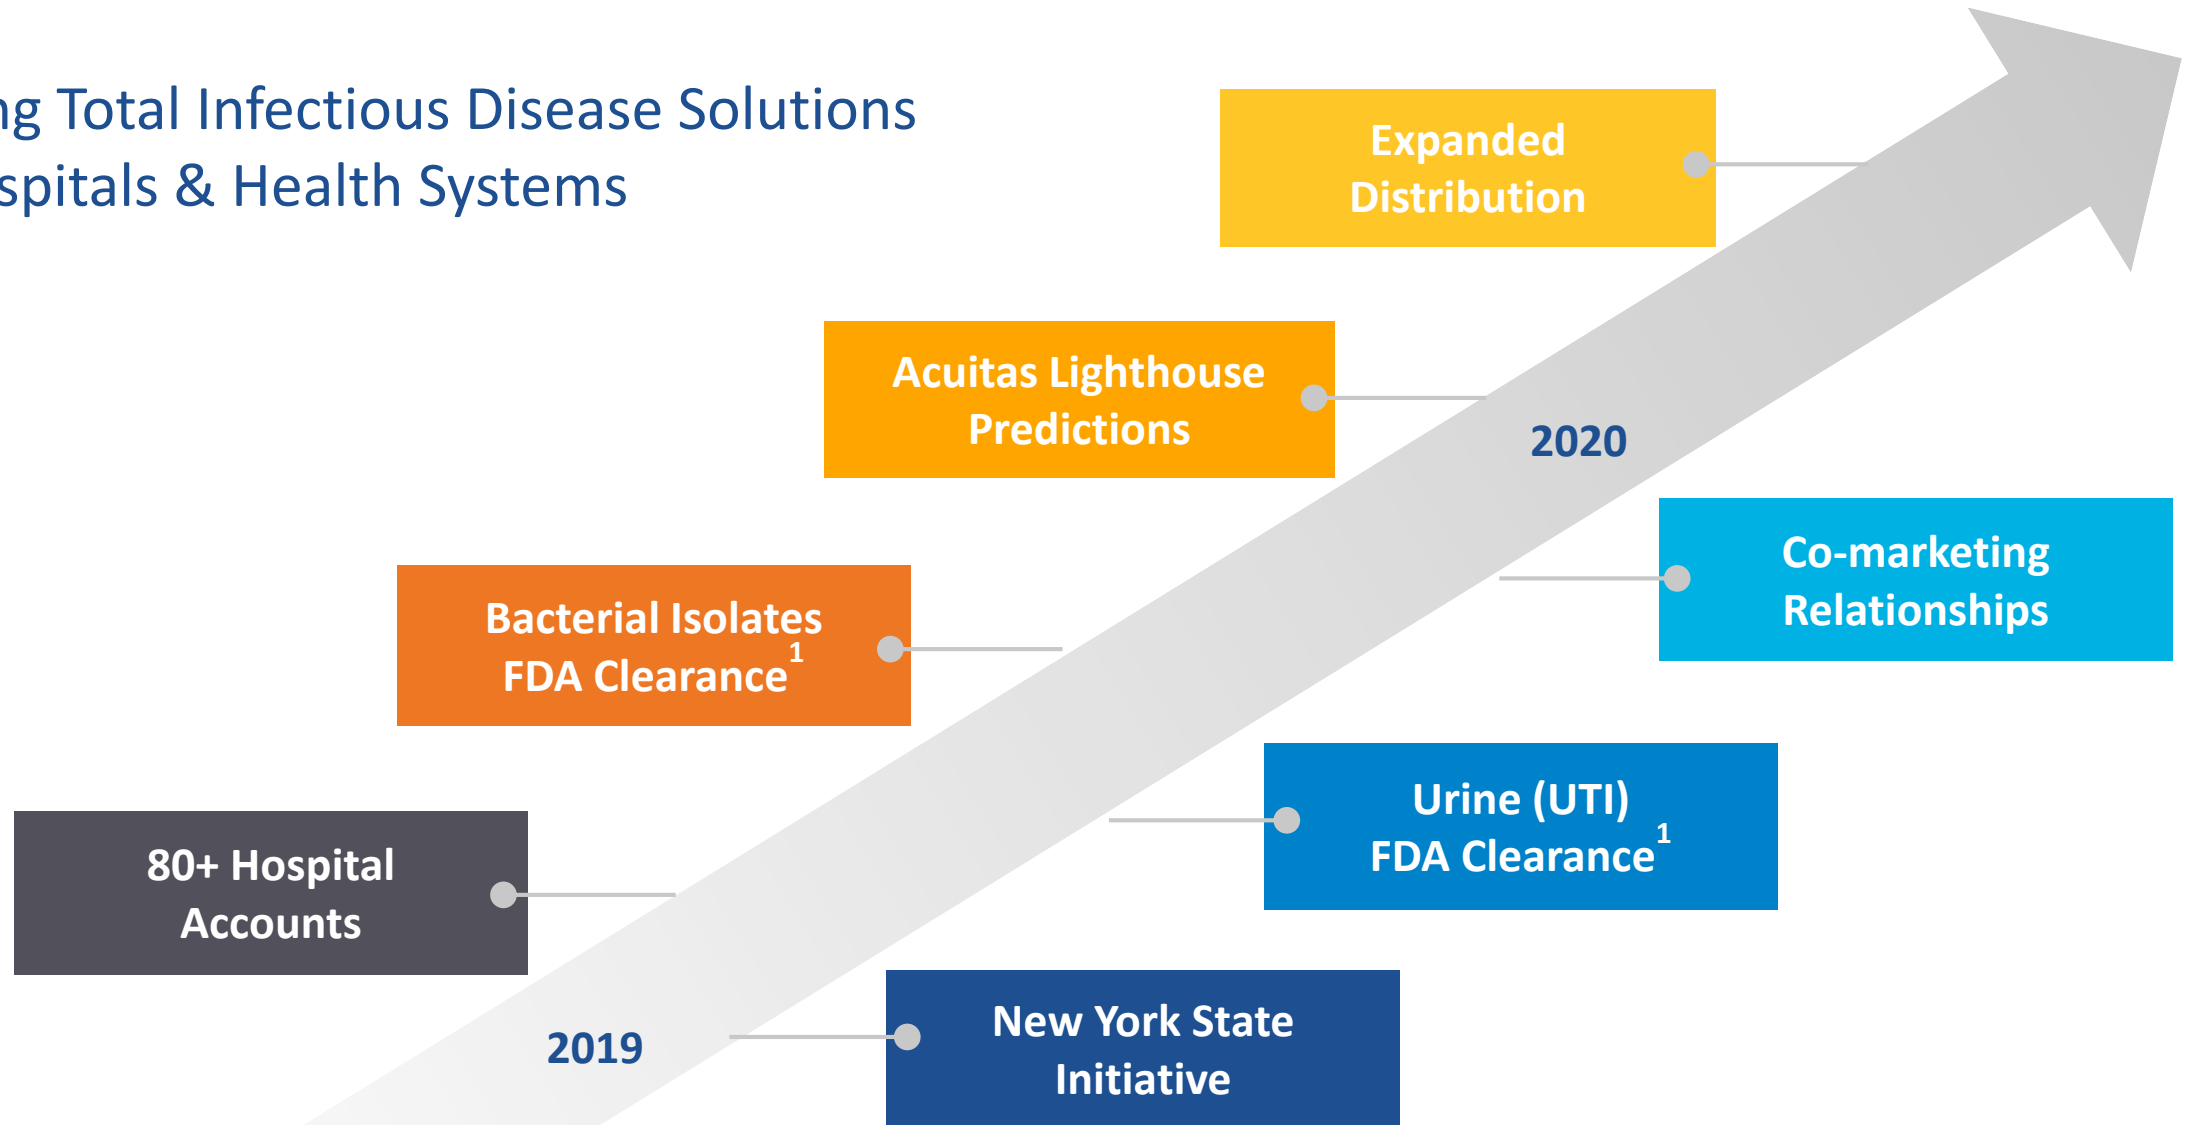 ng Total Infectious Disease Solutions
spitals & Health Systems
Expanded
Distribution
Acuitas Lighthouse
Predictions
2020
Co-marketing
Relationships
Bacterial Isolates
FDA Clearance1
Urine (UTI)
FDA Clearance1
80+ Hospital
Accounts
New York State
Initiative
2019